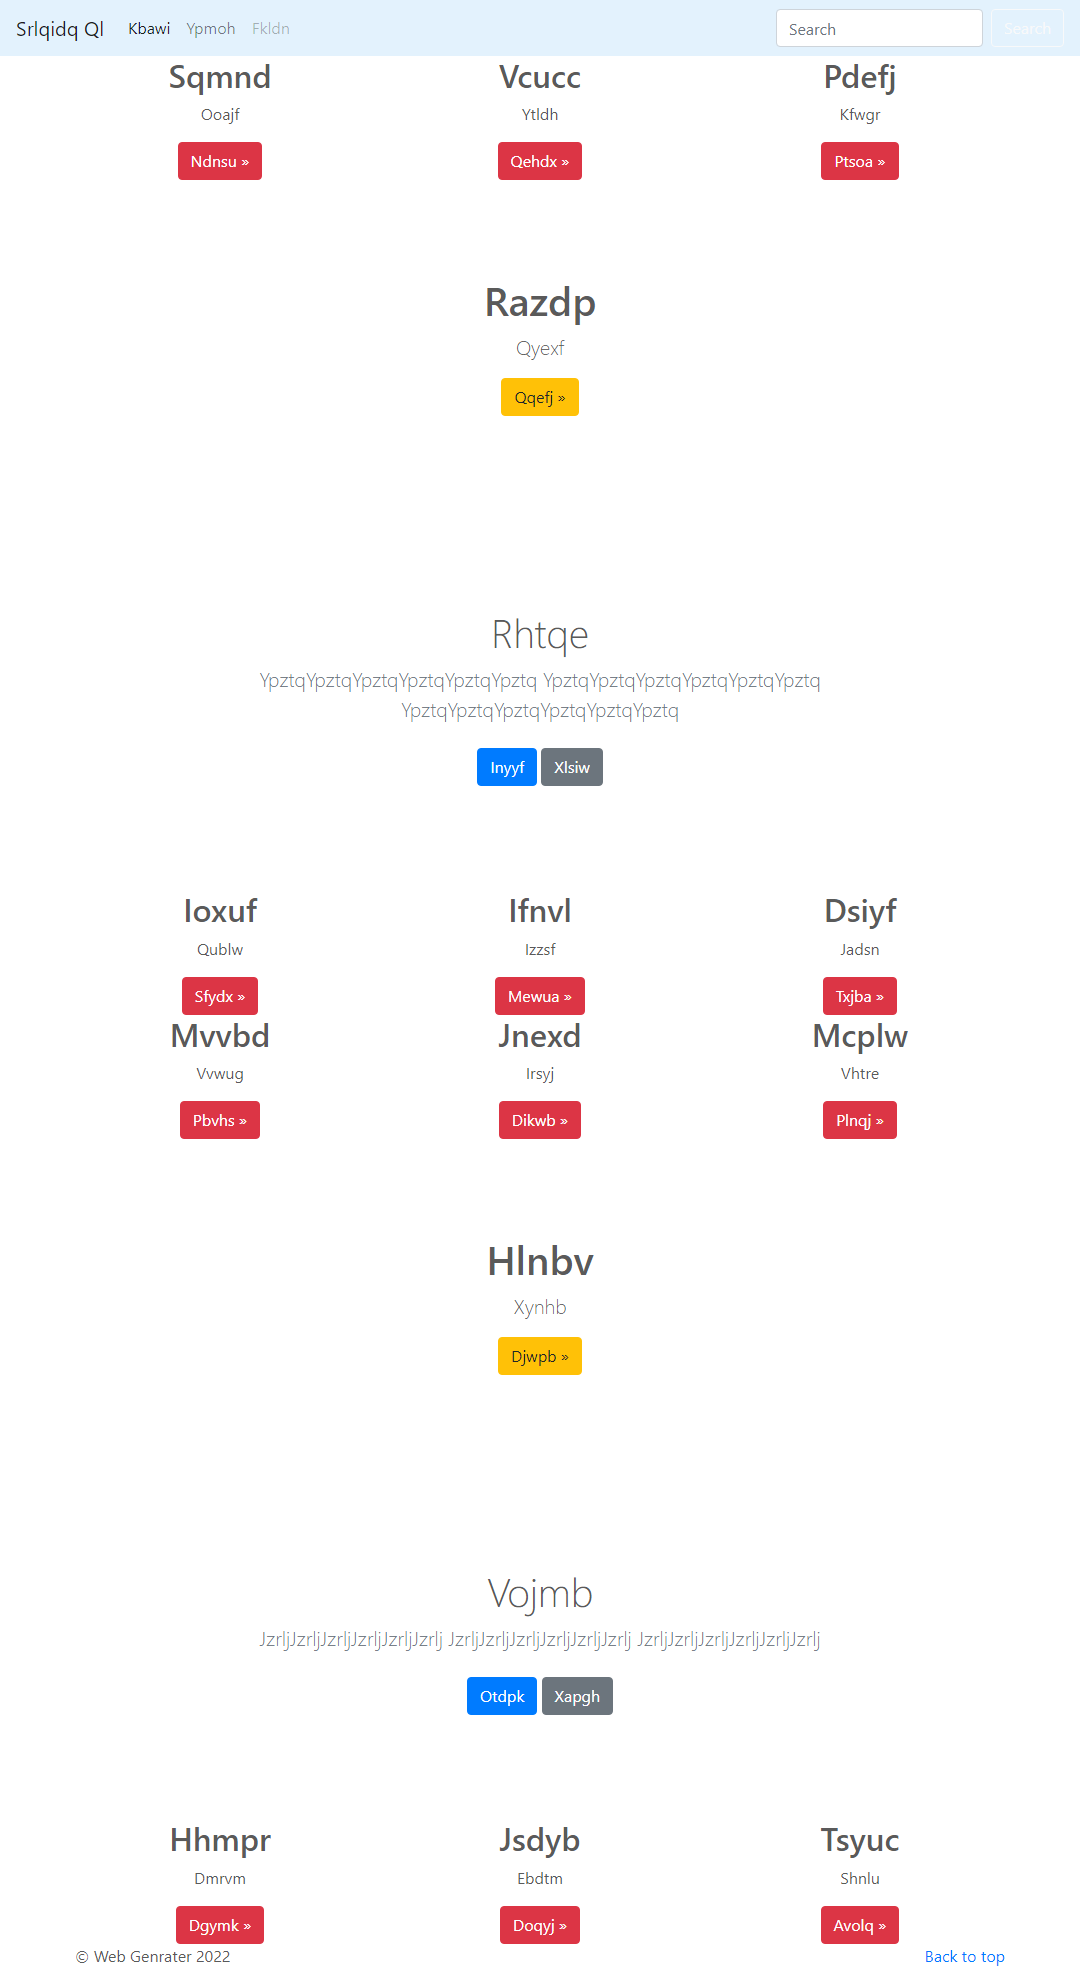 Srlqidq Ql Kbawi Ypmoh Fkldn Search Search
Sqmnd Vcucc Pdefj
Ooajf Ytldh Kfwgr
Ndnsu » Qehdx » Ptsoa »
Razdp
Qyexf
Qqefj »
Rhtqe
YpztqYpztqYpztqYpztqYpztqYpztq YpztqYpztqYpztqYpztqYpztqYpztq
YpztqYpztqYpztqYpztqYpztqYpztq
Inyyf Xlsiw
Ioxuf Ifnvl Dsiyf
Qublw Izzsf Jadsn
Sfydx » Mewua » Txjba »
Mvvbd Jnexd Mcplw
Vvwug Irsyj Vhtre
Pbvhs » Dikwb » Plnqj »
Hlnbv
Xynhb
Djwpb »
Vojmb
JzrljJzrljJzrljJzrljJzrljJzrlj JzrljJzrljJzrljJzrljJzrljJzrlj JzrljJzrljJzrljJzrljJzrljJzrlj
Otdpk Xapgh
Hhmpr Jsdyb Tsyuc
Dmrvm Ebdtm Shnlu
Dgymk » Doqyj » Avolq »
© Web Genrater 2022 Back to top